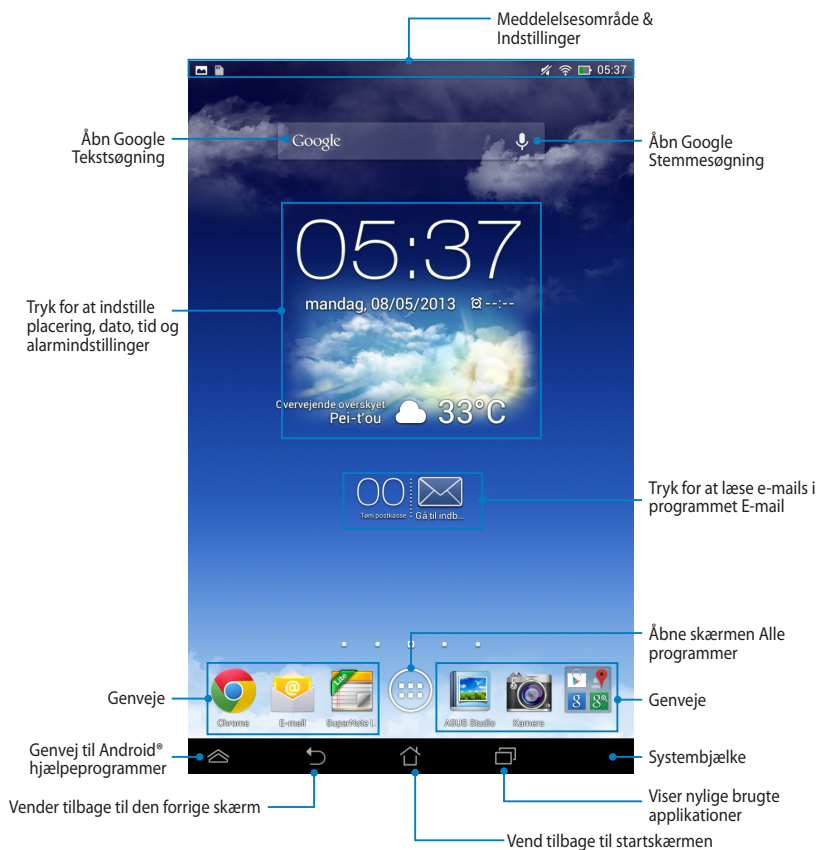 Meddelelsesområde &
Indstillinger
05:37
Åbn Google
Tekstsøgning
Google
Åbn Google
Stemmesøgning
05:37
mandag, 08/05/2013 --:--
Tryk for at indstille
placering, dato, tid og
alarmindstillinger
Overvejende overskyet
Pei-t'ou
33°C
00
Tøm postkasse
Gå til indb...
Tryk for at læse e-mails i
programmet E-mail
Åbne skærmen Alle
programmer
Genveje
Lite
Chrome
E-mail
SuperNote L
ASUS Studio
Kamera
Genveje
Genvej til Android®
hjælpeprogrammer
Systembjælke
Vender tilbage til den forrige skærm
Viser nylige brugte
applikationer
Vend tilbage til startskærmen